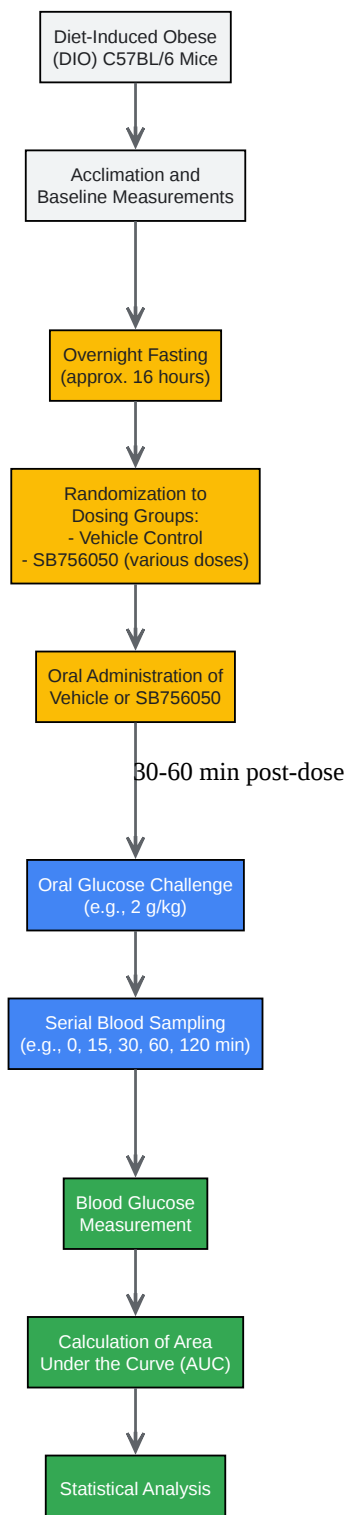 Diet-Induced Obese
(DIO) C57BL/6 Mice
Acclimation and
Baseline Measurements
Overnight Fasting
(approx. 16 hours)
Randomization to
Dosing Groups:
- Vehicle Control
- SB756050 (various doses)
Oral Administration of
Vehicle or SB756050
30-60 min post-dose
Oral Glucose Challenge
(e.g., 2 g/kg)
Serial Blood Sampling
(e.g., 0, 15, 30, 60, 120 min)
Blood Glucose
Measurement
Calculation of Area
Under the Curve (AUC)
Statistical Analysis